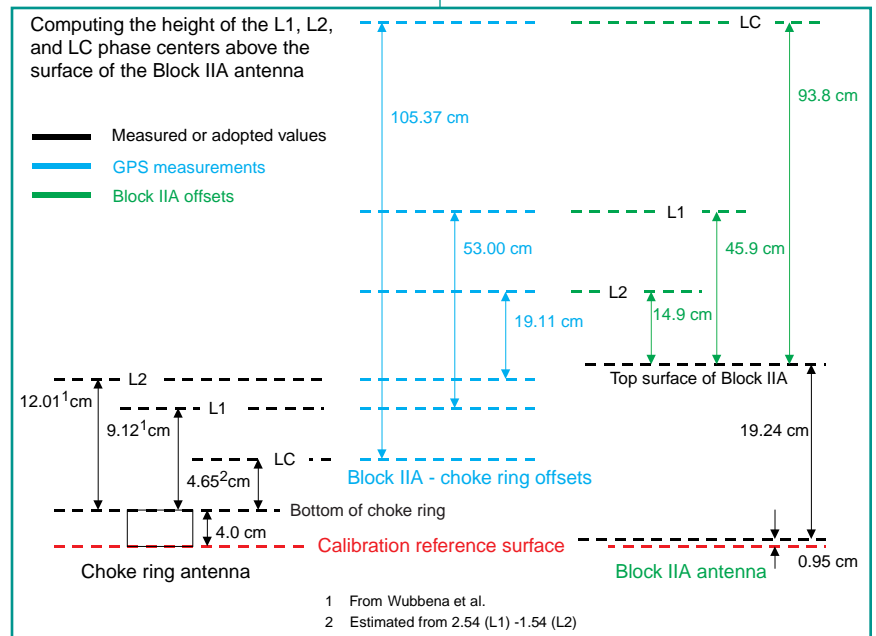 Computing the height of the L1, L2,
and LC phase centers above the
surface of the Block IIA antenna
Measured or adopted values
GPS measurements
Block IIA offsets
LC
93.8 cm
105.37 cm
L1
53.00 cm
45.9 cm
L2
19.11 cm
14.9 cm
Top surface of Block IIA
L2
12.01¹cm
L1
9.12¹cm
19.24 cm
LC
4.65²cm
Block IIA - choke ring offsets
Bottom of choke ring
4.0 cm
Calibration reference surface
0.95 cm
Choke ring antenna
Block IIA antenna
1 From Wubbena et al.
2 Estimated from 2.54 (L1) -1.54 (L2)